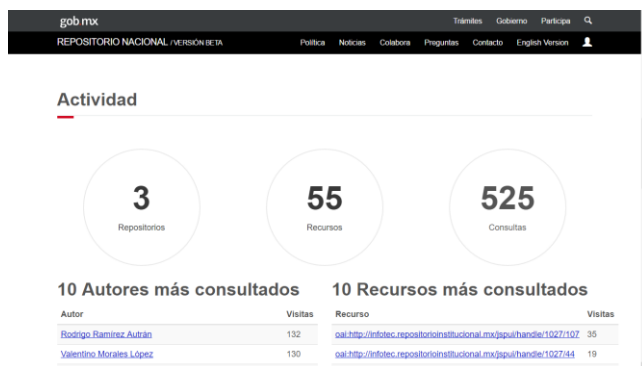 gob mx
Trámites Gobierno Participa
REPOSITORIO NACIONAL / VERSIÓN BETA
Política Noticias Colabora Preguntas Contacto English Version
Actividad
3
Repositorios
55
Recursos
525
Consultas
10 Autores más consultados
Autor Visitas
Rodrigo Ramírez Autrán 132
Valentino Morales López 130
10 Recursos más consultados
Recurso Visitas
oai:http://infotec.repositorioinstitucional.mx/jspui/handle/1027/107 35
oai:http://infotec.repositorioinstitucional.mx/jspui/handle/1027/44 19